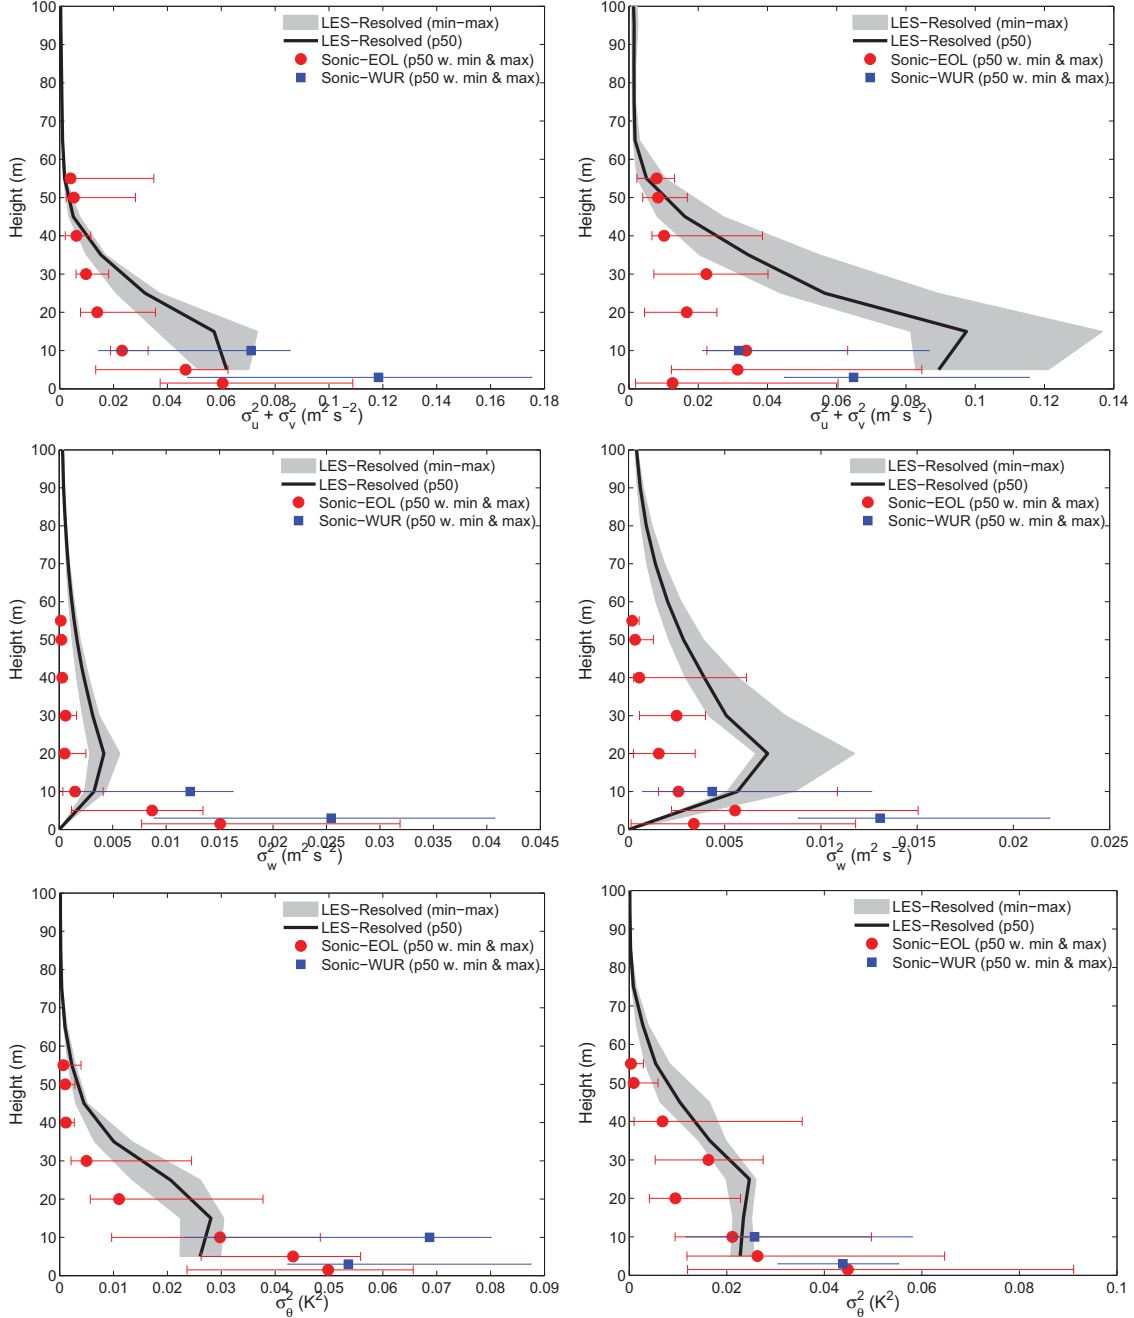 100
90
80
70
60
50
40
30
20
10
0
Height (m)
LES−Resolved (min−max)
LES−Resolved (p50)
Sonic−EOL (p50 w. min & max)
Sonic−WUR (p50 w. min & max)
0 0.02 0.04 0.06 0.08 0.1 0.12 0.14 0.16 0.18
σ²u + σ²v (m² s⁻²)
100
90
80
70
60
50
40
30
20
10
0
Height (m)
LES−Resolved (min−max)
LES−Resolved (p50)
Sonic−EOL (p50 w. min & max)
Sonic−WUR (p50 w. min & max)
0 0.02 0.04 0.06 0.08 0.1 0.12 0.14
σ²u + σ²v (m² s⁻²)
100
90
80
70
60
50
40
30
20
10
0
Height (m)
LES−Resolved (min−max)
LES−Resolved (p50)
Sonic−EOL (p50 w. min & max)
Sonic−WUR (p50 w. min & max)
0 0.005 0.01 0.015 0.02 0.025 0.03 0.035 0.04 0.045
σ²w (m² s⁻²)
100
90
80
70
60
50
40
30
20
10
0
Height (m)
LES−Resolved (min−max)
LES−Resolved (p50)
Sonic−EOL (p50 w. min & max)
Sonic−WUR (p50 w. min & max)
0 0.005 0.01 0.015 0.02 0.025
σ²w (m² s⁻²)
100
90
80
70
60
50
40
30
20
10
0
Height (m)
LES−Resolved (min−max)
LES−Resolved (p50)
Sonic−EOL (p50 w. min & max)
Sonic−WUR (p50 w. min & max)
0 0.01 0.02 0.03 0.04 0.05 0.06 0.07 0.08 0.09
σ²θ (K²)
100
90
80
70
60
50
40
30
20
10
0
Height (m)
LES−Resolved (min−max)
LES−Resolved (p50)
Sonic−EOL (p50 w. min & max)
Sonic−WUR (p50 w. min & max)
0 0.02 0.04 0.06 0.08 0.1
σ²θ (K²)